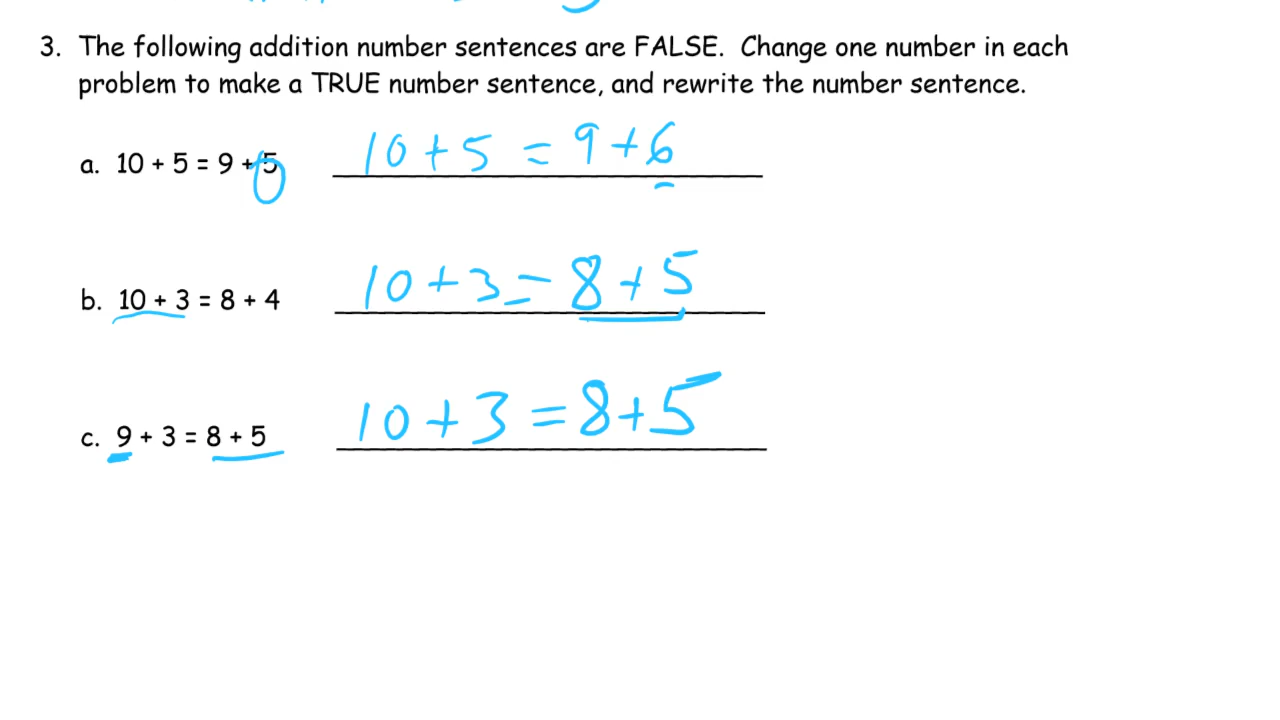 3. The following addition number sentences are FALSE. Change one number in each
problem to make a TRUE number sentence, and rewrite the number sentence.
a. 10 + 5 = 9 + 5 10 + 5 = 9 + 6
b. 10 + 3 = 8 + 4 10 + 3 = 8 + 5
c. 9 + 3 = 8 + 5 10 + 3 = 8 + 5